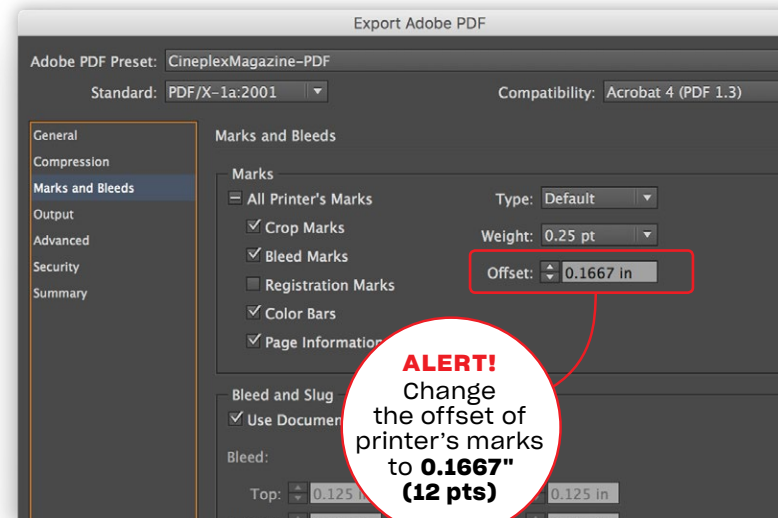 Export Adobe PDF
Adobe PDF Preset: CineplexMagazine-PDF
Standard: PDF/X-1a:2001 Compatibility: Acrobat 4 (PDF 1.3)
General
Compression
Marks and Bleeds
Output
Advanced
Security
Summary
Marks and Bleeds
Marks
All Printer's Marks
Crop Marks
Bleed Marks
Registration Marks
Color Bars
Page Information
Type: Default
Weight: 0.25 pt
Offset: 0.1667 in
Bleed and Slug
Use
Bleed:
Top: 0.125
0.125 in
ALERT!
Change
the offset of
printer's marks
to 0.1667"
(12 pts)